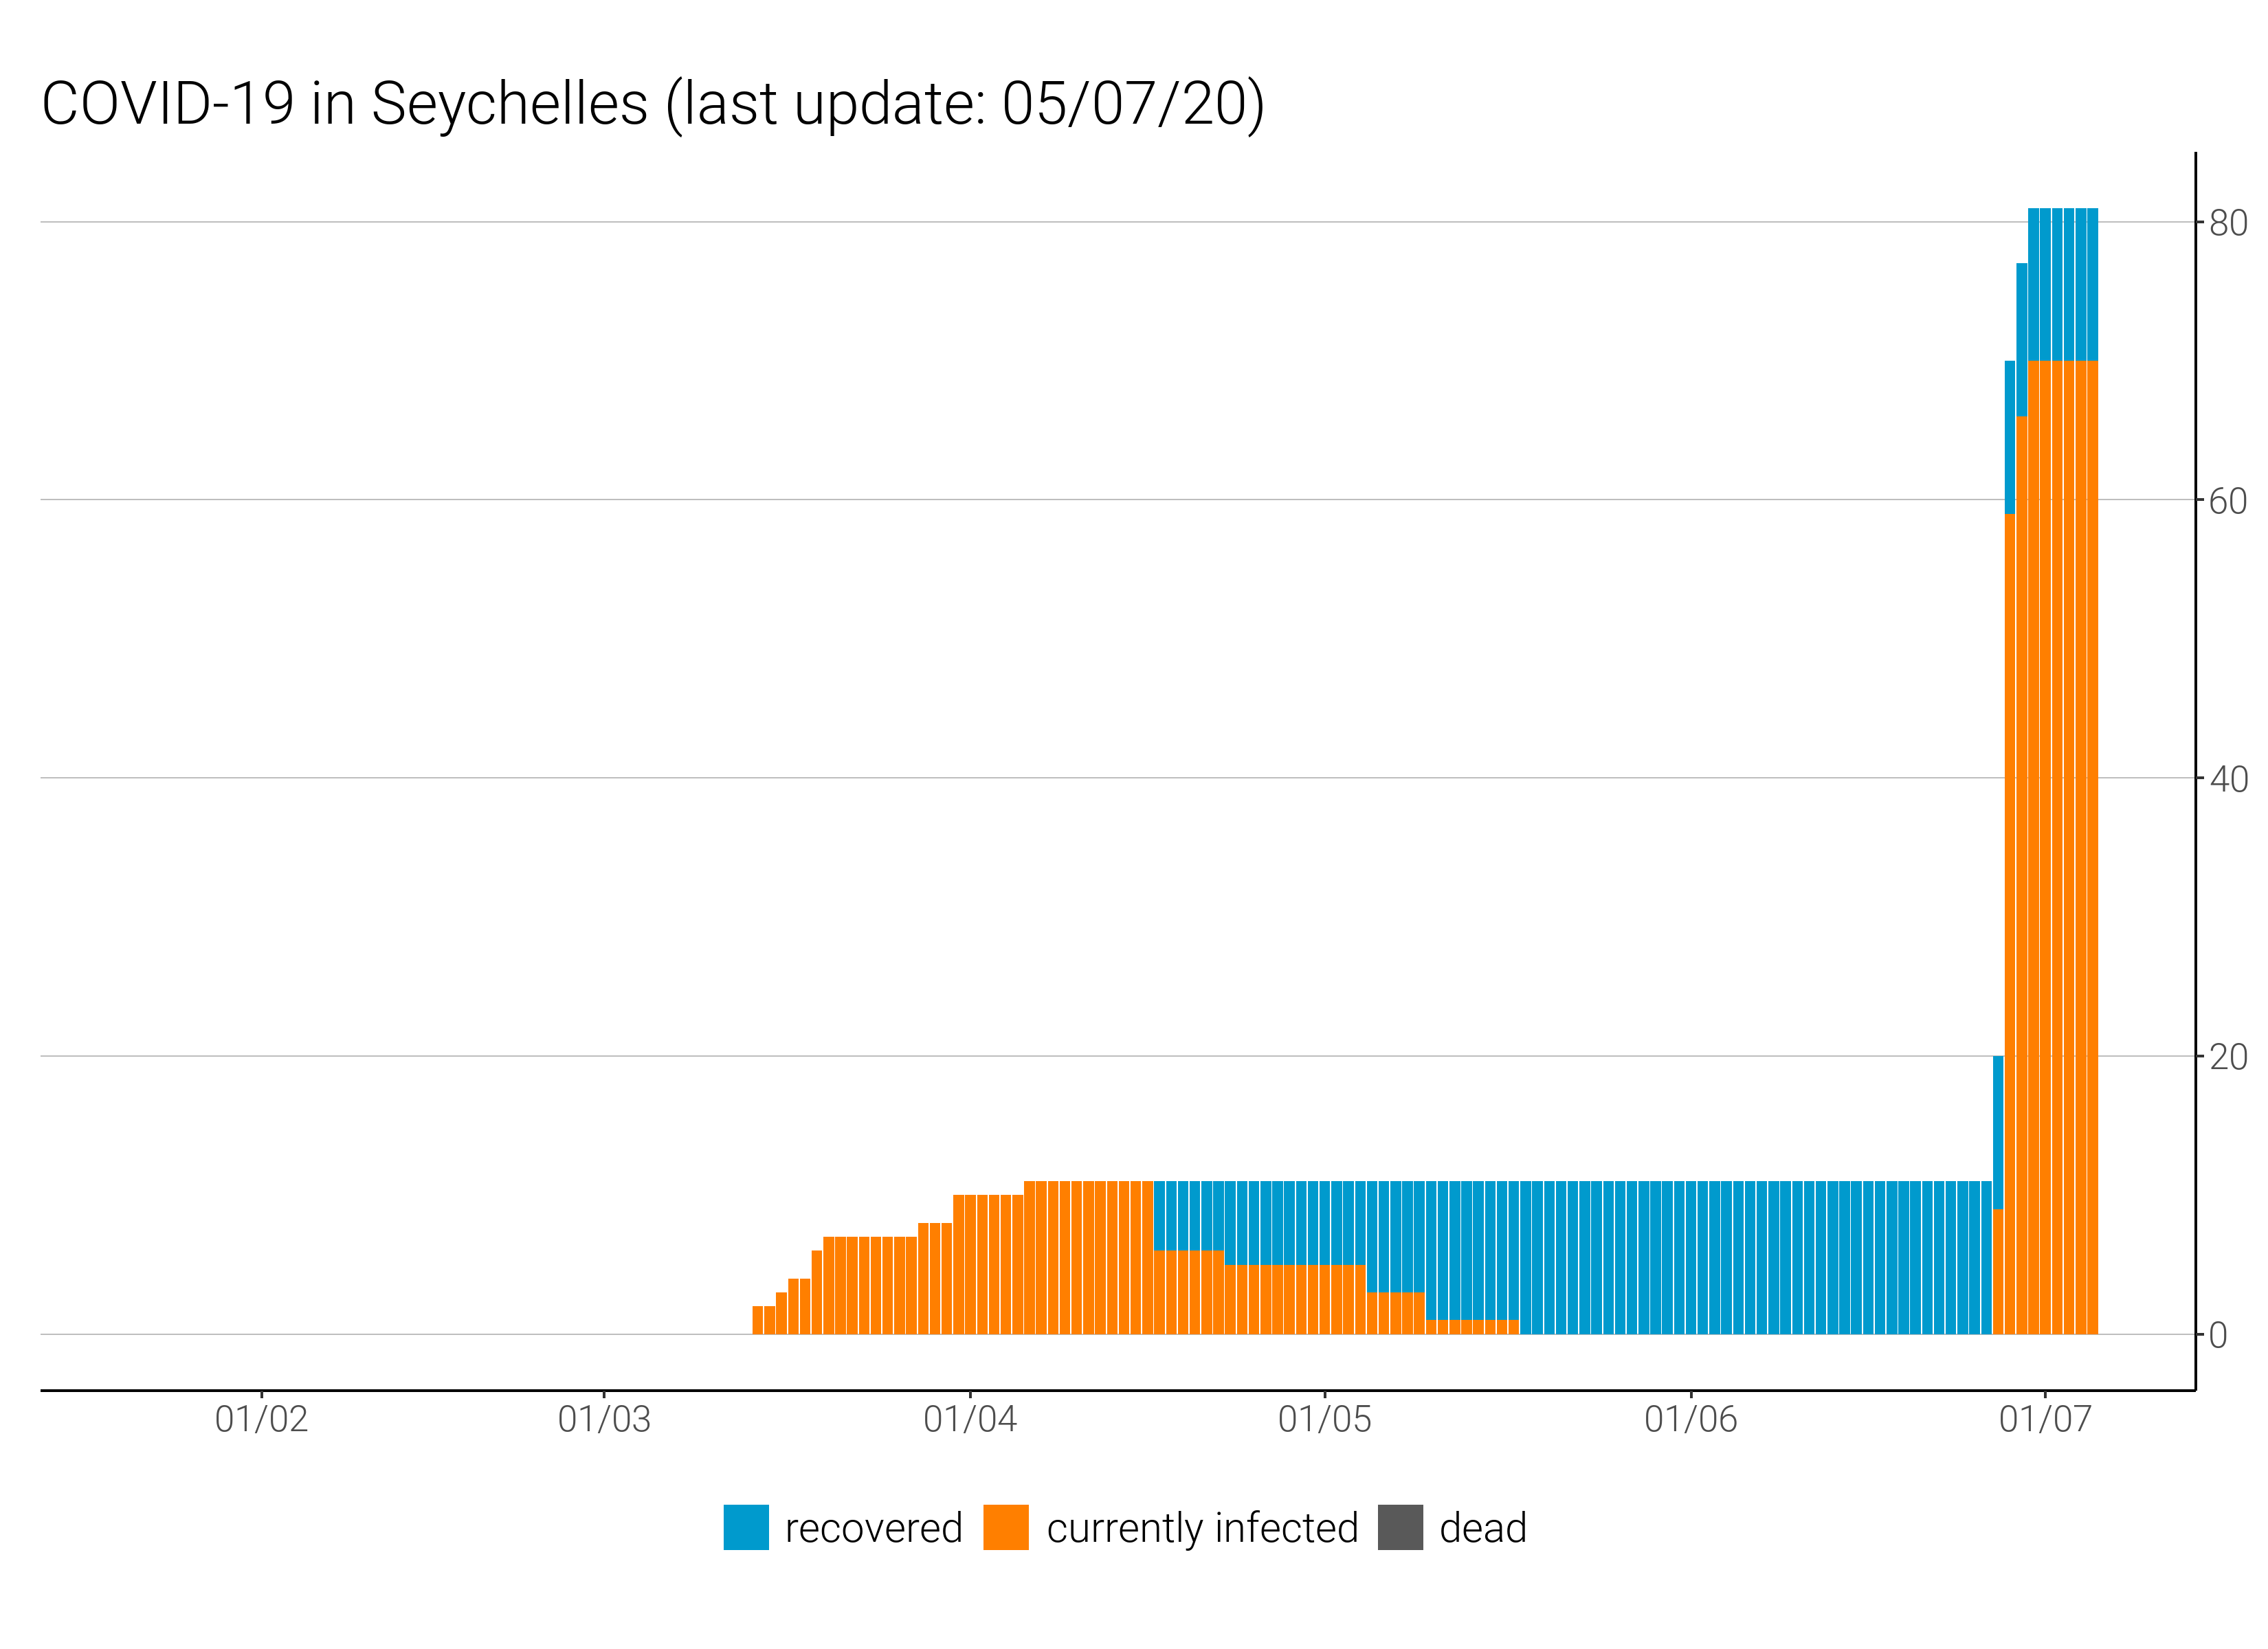 COVID-19 in Seychelles (last update: 05/07/20)
80
60
40
20
0
01/02 01/03 01/04 01/05 01/06 01/07
recovered currently infected dead